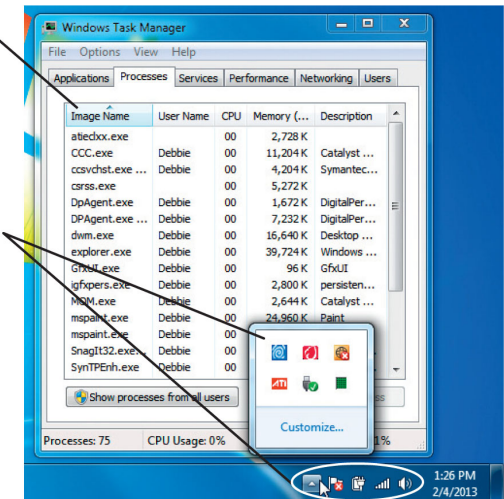 Windows Task Manager
File Options View Help
Applications Processes Services Performance Networking Users
Image Name User Name CPU Memory (... Description
atiedxx.exe 00 2,728 K
CCC.exe Debbie 00 11,204 K Catalyst ...
ccsvchst.exe ... Debbie 00 4,204 K Symantec...
csrss.exe 00 5,272 K
DpAgent.exe Debbie 00 1,672 K DigitalPer...
DPAgent.exe ... Debbie 00 7,232 K DigitalPer...
dwm.exe Debbie 00 16,640 K Desktop ...
explorer.exe Debbie 00 39,724 K Windows ...
GfxUI.exe Debbie 00 96 K GfxUI
igfxpers.exe Debbie 00 2,800 K persisten...
MOM.exe Debbie 00 2,644 K Catalyst ...
mspaint.exe Debbie 00 24,960 K Paint
mspaint.exe Debbie 00
SnagIt32.exe... Debbie 00
SynTPEnh.exe Debbie 00
ATI
Show processes from all users
Customize...
Processes: 75 CPU Usage: 0% 1%
1:26 PM
2/4/2013